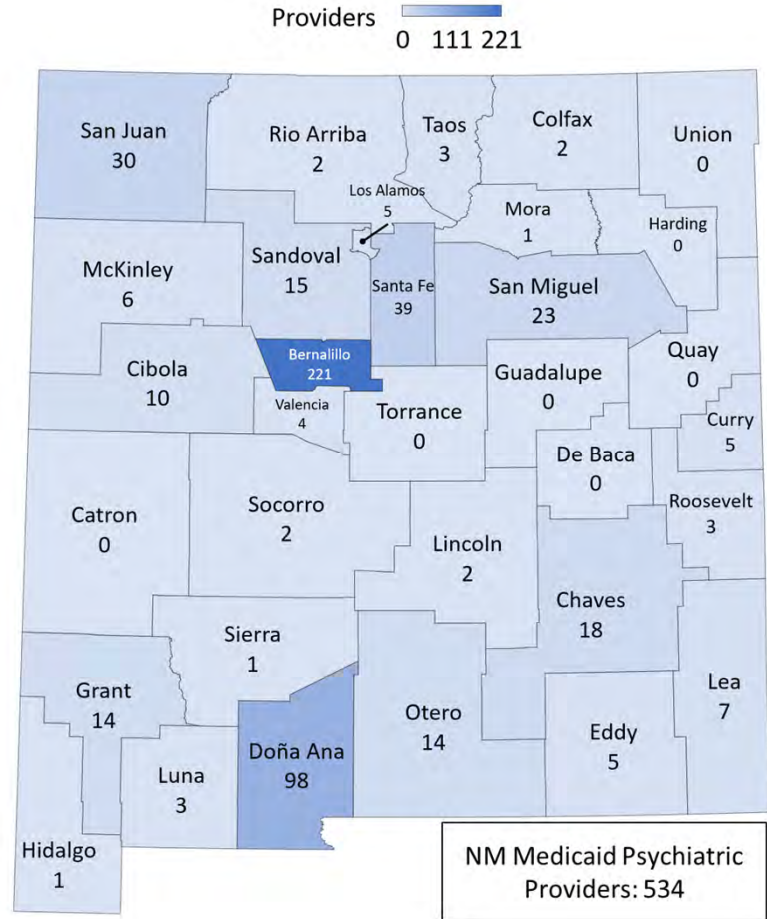 Providers
0 111 221
San Juan
30
Rio Arriba
2
Taos
3
Colfax
2
Union
0
Los Alamos
5
Mora
1
Harding
0
McKinley
6
Sandoval
15
Santa Fe
39
San Miguel
23
Cibola
10
Bernalillo
221
Valencia
4
Torrance
0
Guadalupe
0
Quay
0
Curry
5
De Baca
0
Roosevelt
3
Catron
0
Socorro
2
Lincoln
2
Chaves
18
Sierra
1
Grant
14
Doña Ana
98
Otero
14
Eddy
5
Lea
7
Luna
3
Hidalgo
1
NM Medicaid Psychiatric
Providers: 534